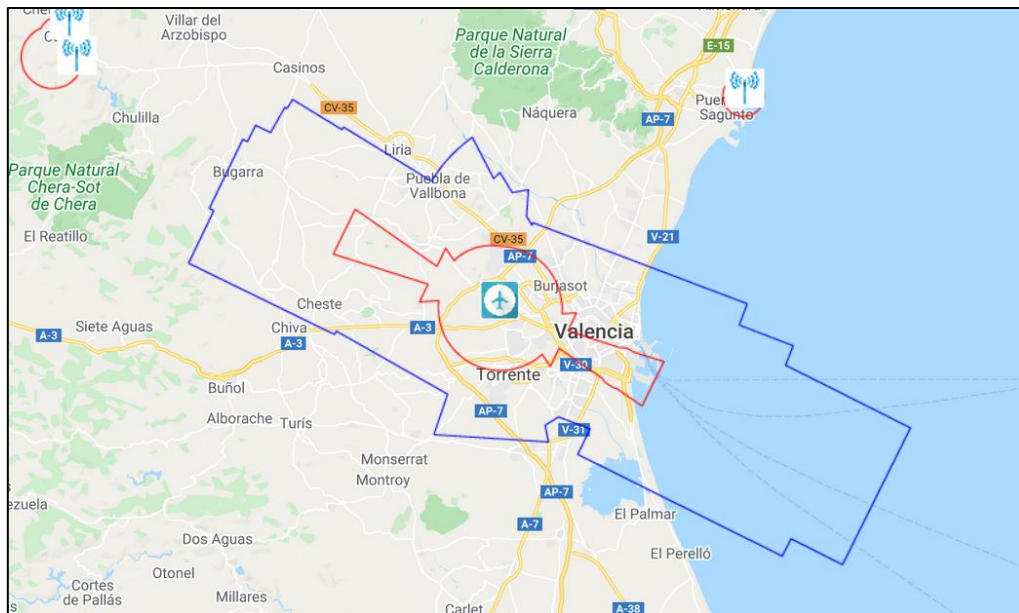 Villar del
Arzobispo
Casinos
Chulilla
CV-35
Liria
Parque Natural
de la Sierra
Calderona
Náquera
E-15
AP-7
Sagunto
Parque Natural
Chera-Sot
de Chera
Bugarra
Puebla de
Vallbona
El Reatillo
CV-35
AP-7
V-21
Burjasot
Cheste
Siete Aguas
A-3
Chiva
A-3
Valencia
V-30
Torrente
Buñol
Alborache
Turís
AP-7
V-31
Monserrat
Montroy
AP-7
A-7
El Palmar
El Perelló
Dos Aguas
Otonel
Cortes
de Pallás
Millares
Carlet
A-38